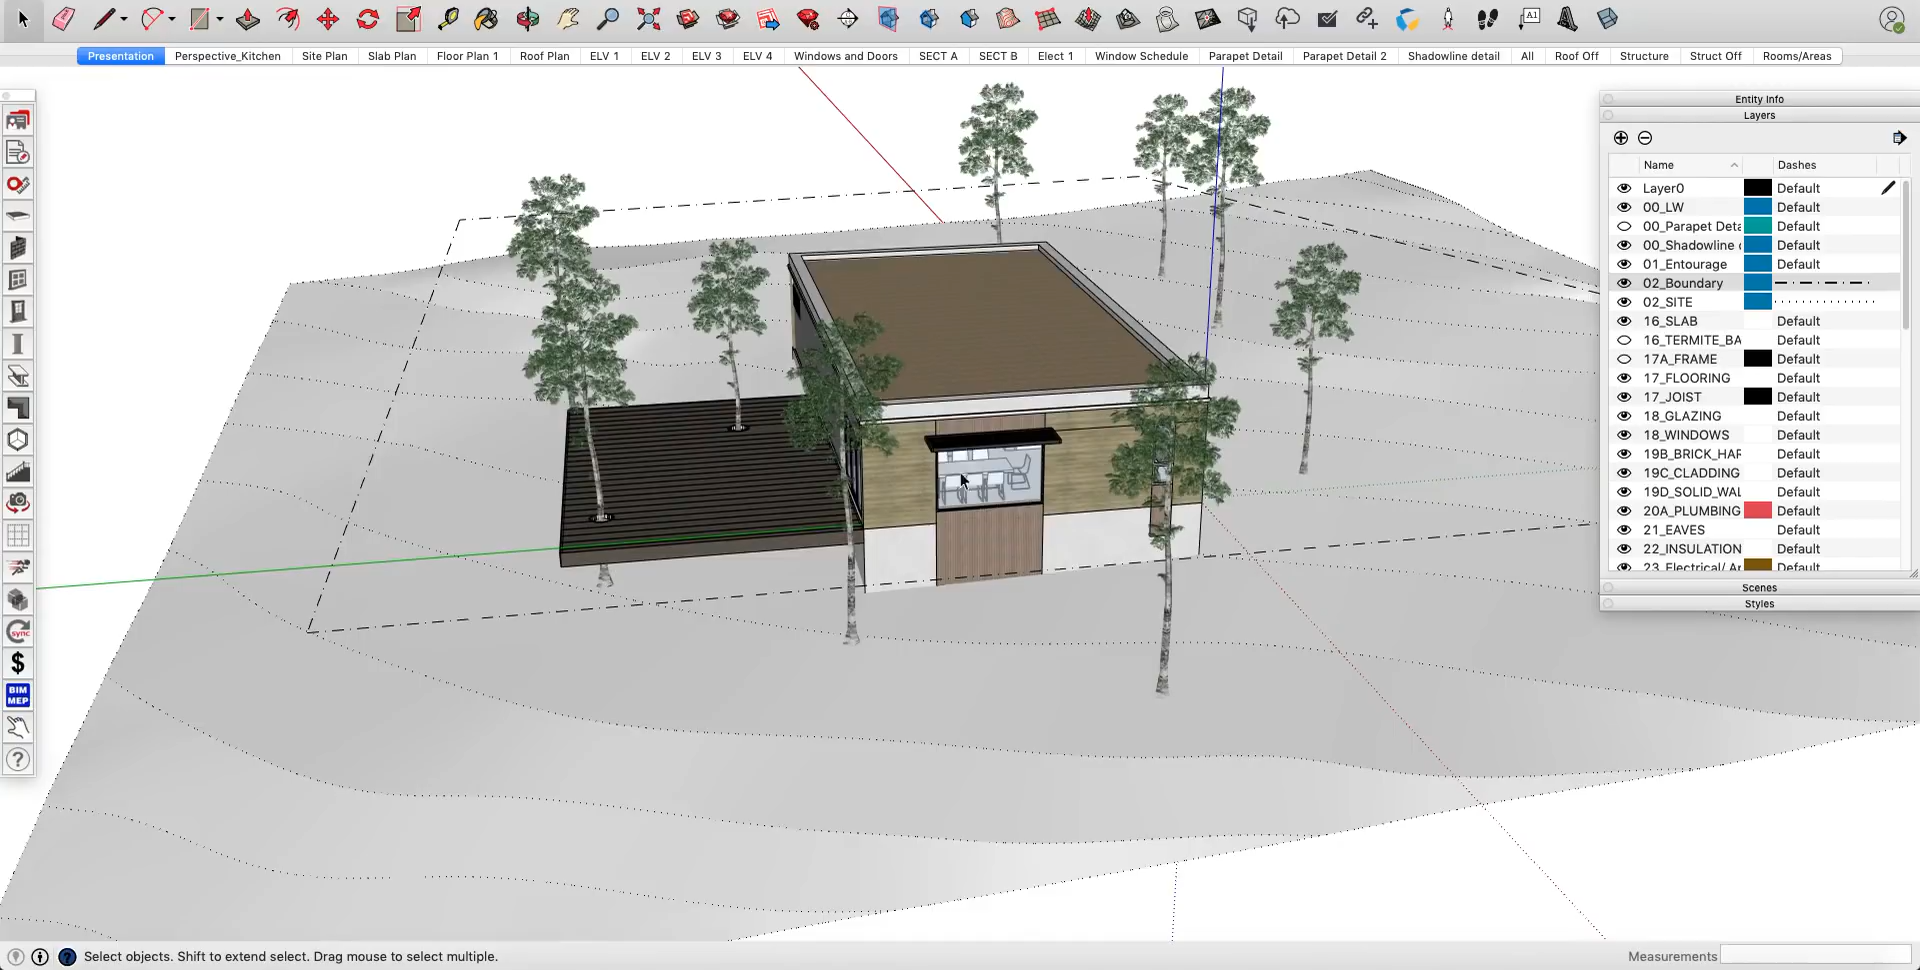 A1
Presentation Perspective_Kitchen Site Plan Slab Plan Floor Plan 1 Roof Plan ELV 1 ELV 2 ELV 3 ELV 4 Windows and Doors SECT A SECT B Elect 1 Window Schedule Parapet Detail Parapet Detail 2 Shadowline detail All Roof Off Structure Struct Off Rooms/Areas
Entity Info
Layers
Name Dashes
Layer0 Default
00_LW Default
00_Parapet Deta Default
00_Shadowline Default
01_Entourage Default
02_Boundary
02_SITE
16_SLAB Default
16_TERMITE_BA Default
17A_FRAME Default
17_FLOORING Default
17_JOIST Default
18_GLAZING Default
18_WINDOWS Default
19B_BRICK_HAR Default
19C_CLADDING Default
19D_SOLID_WAL Default
20A_PLUMBING Default
21_EAVES Default
22_INSULATION Default
23_Electrical/ Default
Scenes
Styles
sync
$
BIM
MEP
?
? Select objects. Shift to extend select. Drag mouse to select multiple.
Measurements